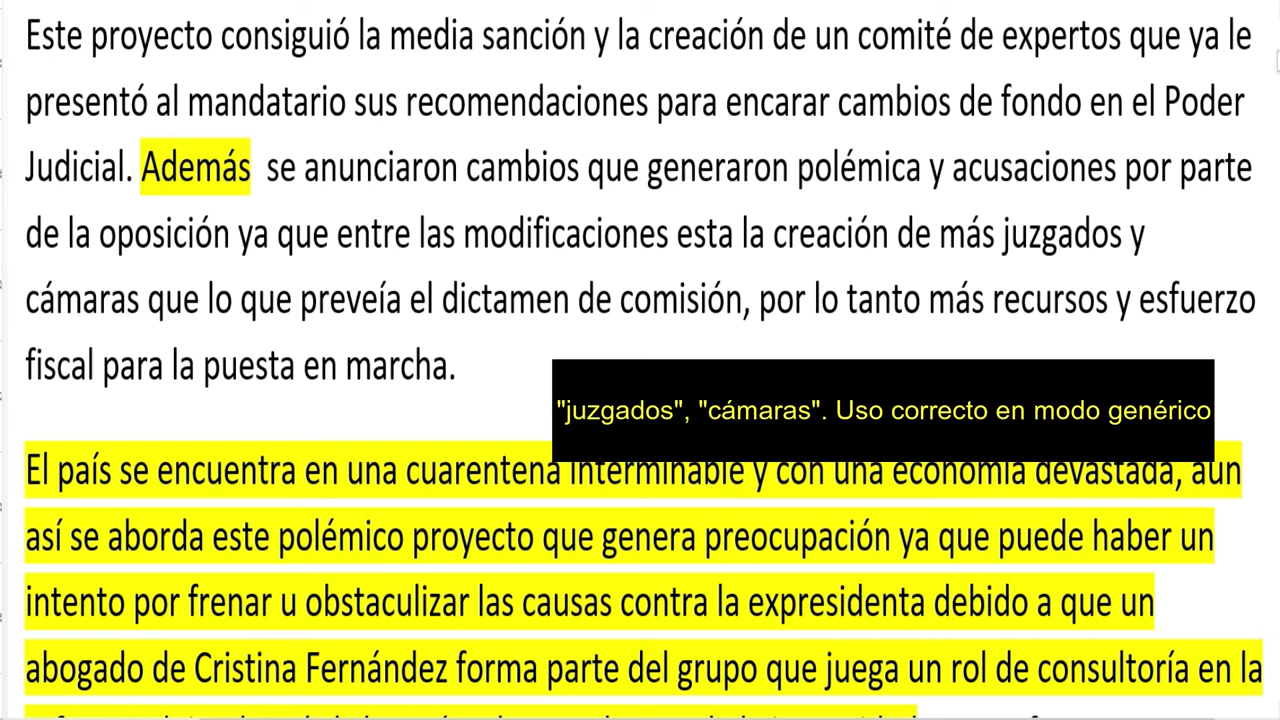 Este proyecto consiguió la media sanción y la creación de un comité de expertos que ya le
presentó al mandatario sus recomendaciones para encarar cambios de fondo en el Poder
Judicial. Además se anunciaron cambios que generaron polémica y acusaciones por parte
de la oposición ya que entre las modificaciones esta la creación de más juzgados y
cámaras que lo que preveía el dictamen de comisión, por lo tanto más recursos y esfuerzo
fiscal para la puesta en marcha.
"juzgados", "cámaras". Uso correcto en modo genérico
El país se encuentra en una cuarentena interminable y con una economía devastada, aun
así se aborda este polémico proyecto que genera preocupación ya que puede haber un
intento por frenar u obstaculizar las causas contra la expresidenta debido a que un
abogado de Cristina Fernández forma parte del grupo que juega un rol de consultoría en la